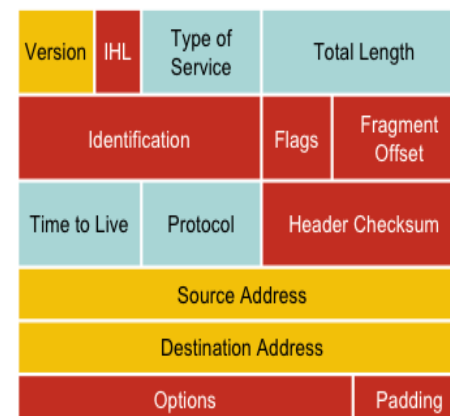 Version IHL Type of Service Total Length
Identification Flags Fragment Offset
Time to Live Protocol Header Checksum
Source Address
Destination Address
Options Padding